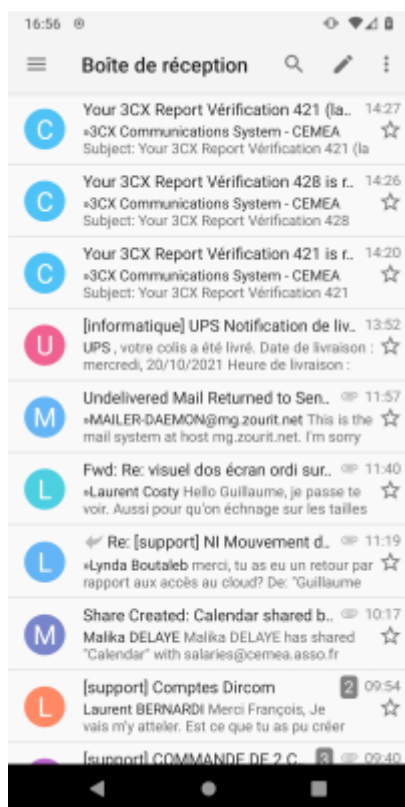 16:56
Boîte de réception
C
Your 3CX Report Vérification 421 (la.. 14:27
»3CX Communications System - CEMEA
Subject: Your 3CX Report Vérification 421 (la
C
Your 3CX Report Vérification 428 is r.. 14:26
»3CX Communications System - CEMEA
Subject: Your 3CX Report Vérification 428
C
Your 3CX Report Vérification 421 is r.. 14:20
»3CX Communications System - CEMEA
Subject: Your 3CX Report Vérification 421
U
[informatique] UPS Notification de liv.. 13:52
UPS , votre colis a été livré. Date de livraison :
mercredi, 20/10/2021 Heure de livraison :
M
Undelivered Mail Returned to Sen.. 11:57
»MAILER-DAEMON@mg.zourit.net This is the
mail system at host mg.zourit.net. I'm sorry
L
Fwd: Re: visuel dos écran ordi sur.. 11:40
»Laurent Costy Hello Guillaume, je passe te
voir. Aussi pour qu'on échnage sur les tailles
L
Re: [support] NI Mouvement d.. 11:19
»Lynda Boutaleb merci, tu as eu un retour par
rapport aux accès au cloud? De: "Guillaume
M
Share Created: Calendar shared b.. 10:17
Malika DELAYE Malika DELAYE has shared
"Calendar" with salaries@cemea.asso.fr
L
[support] Comptes Dircom 2 09:54
Laurent BERNARDI Merci François, Je
vais m'y atteler. Est ce que tu as pu créer
[support] COMMANDE DE 2 C.. 09:40